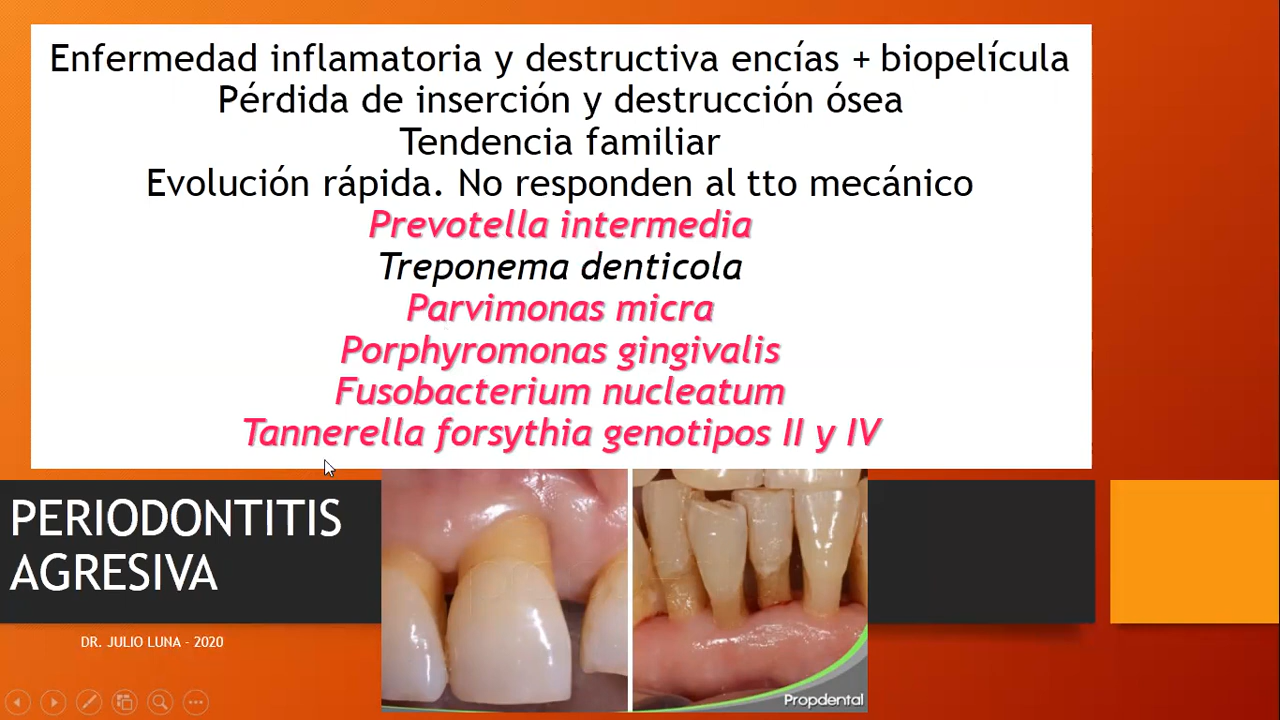 Enfermedad inflamatoria y destructiva encías + biopelícula
Pérdida de inserción y destrucción ósea
Tendencia familiar
Evolución rápida. No responden al tto mecánico
Prevotella intermedia
Treponema denticola
Parvimonas micra
Porphyromonas gingivalis
Fusobacterium nucleatum
Tannerella forsythia genotipos II y IV
PERIODONTITIS
AGRESIVA
DR. JULIO LUNA - 2020
Propdental